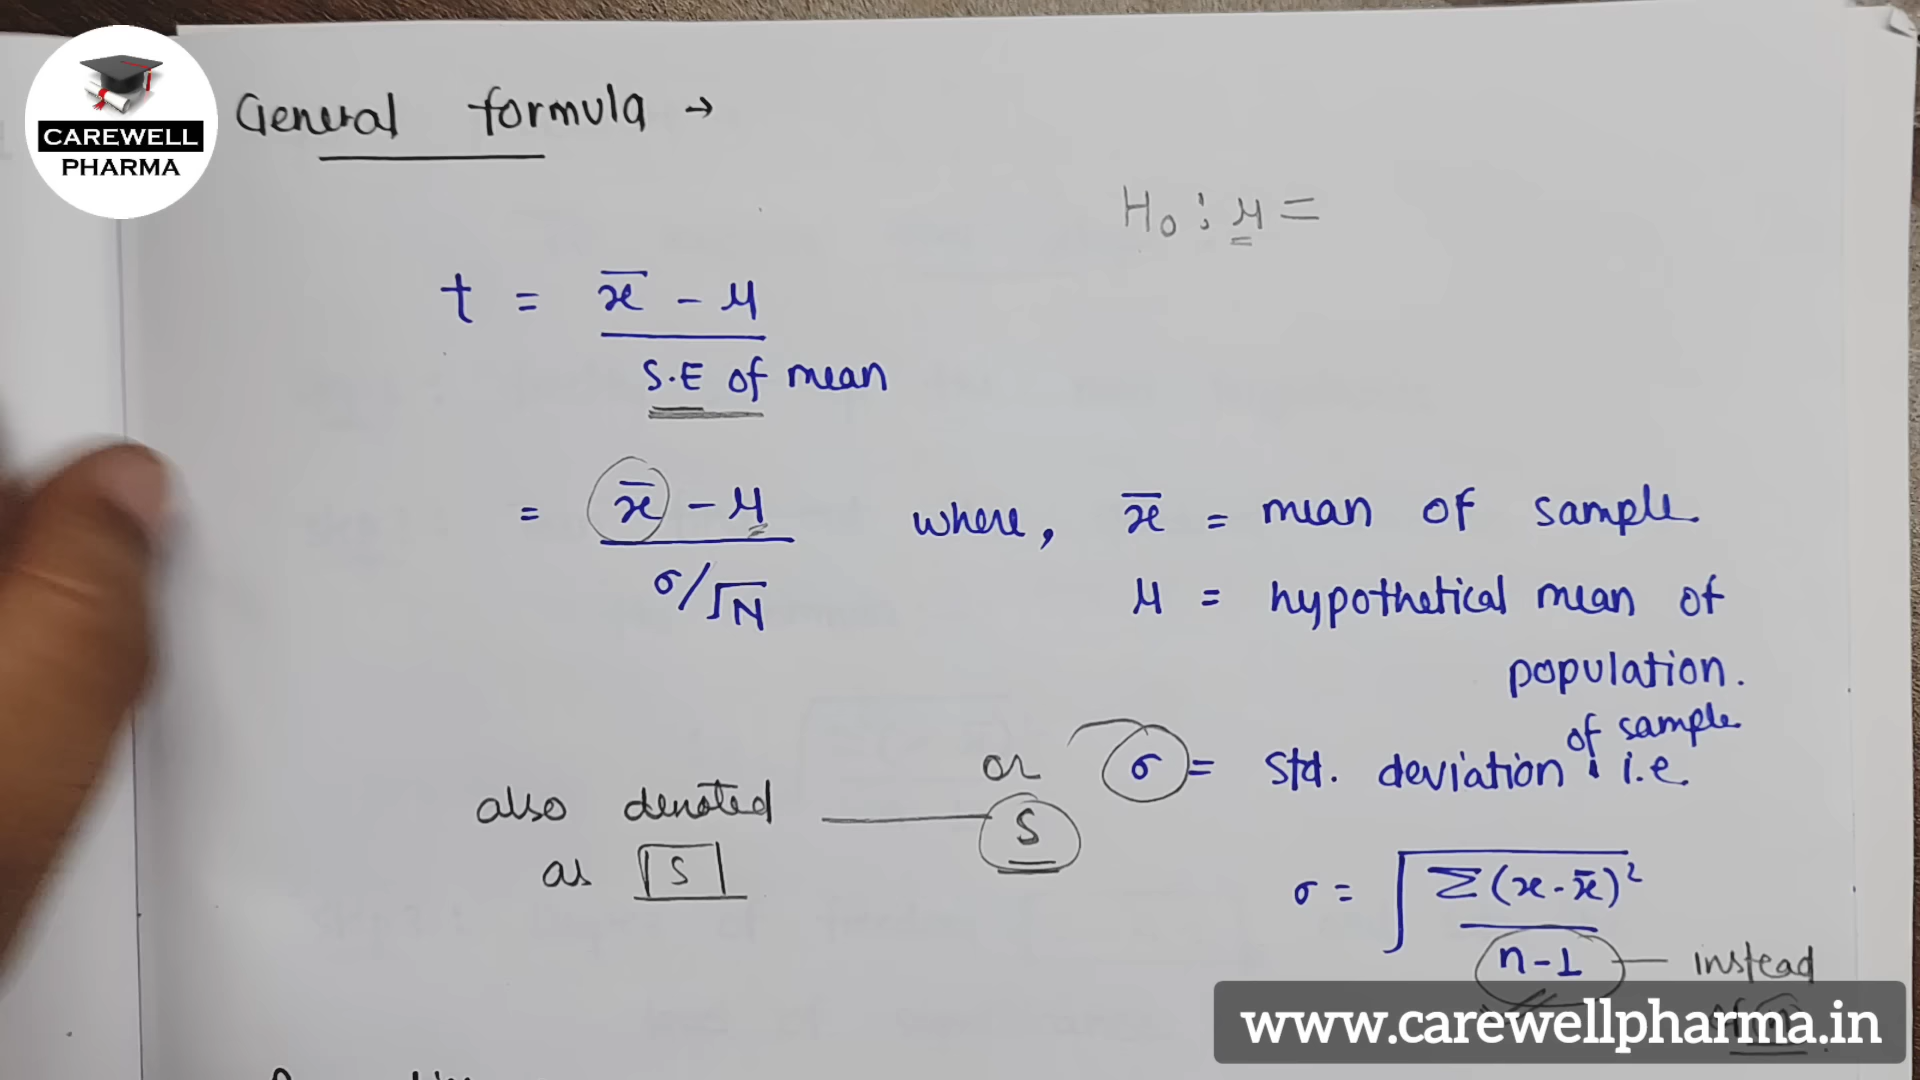 CAREWELL
PHARMA
General formula →
H₀ : μ =
t = x̄ - μ
S.E of mean
= x̄ - μ where, x̄ = mean of sample.
σ/√N
μ = hypothetical mean of
population.
of sample
or σ = Std. deviation i.e
also denoted S
as S
σ = √Σ(x-x̄)²
n-1 instead
www.carewellpharma.in